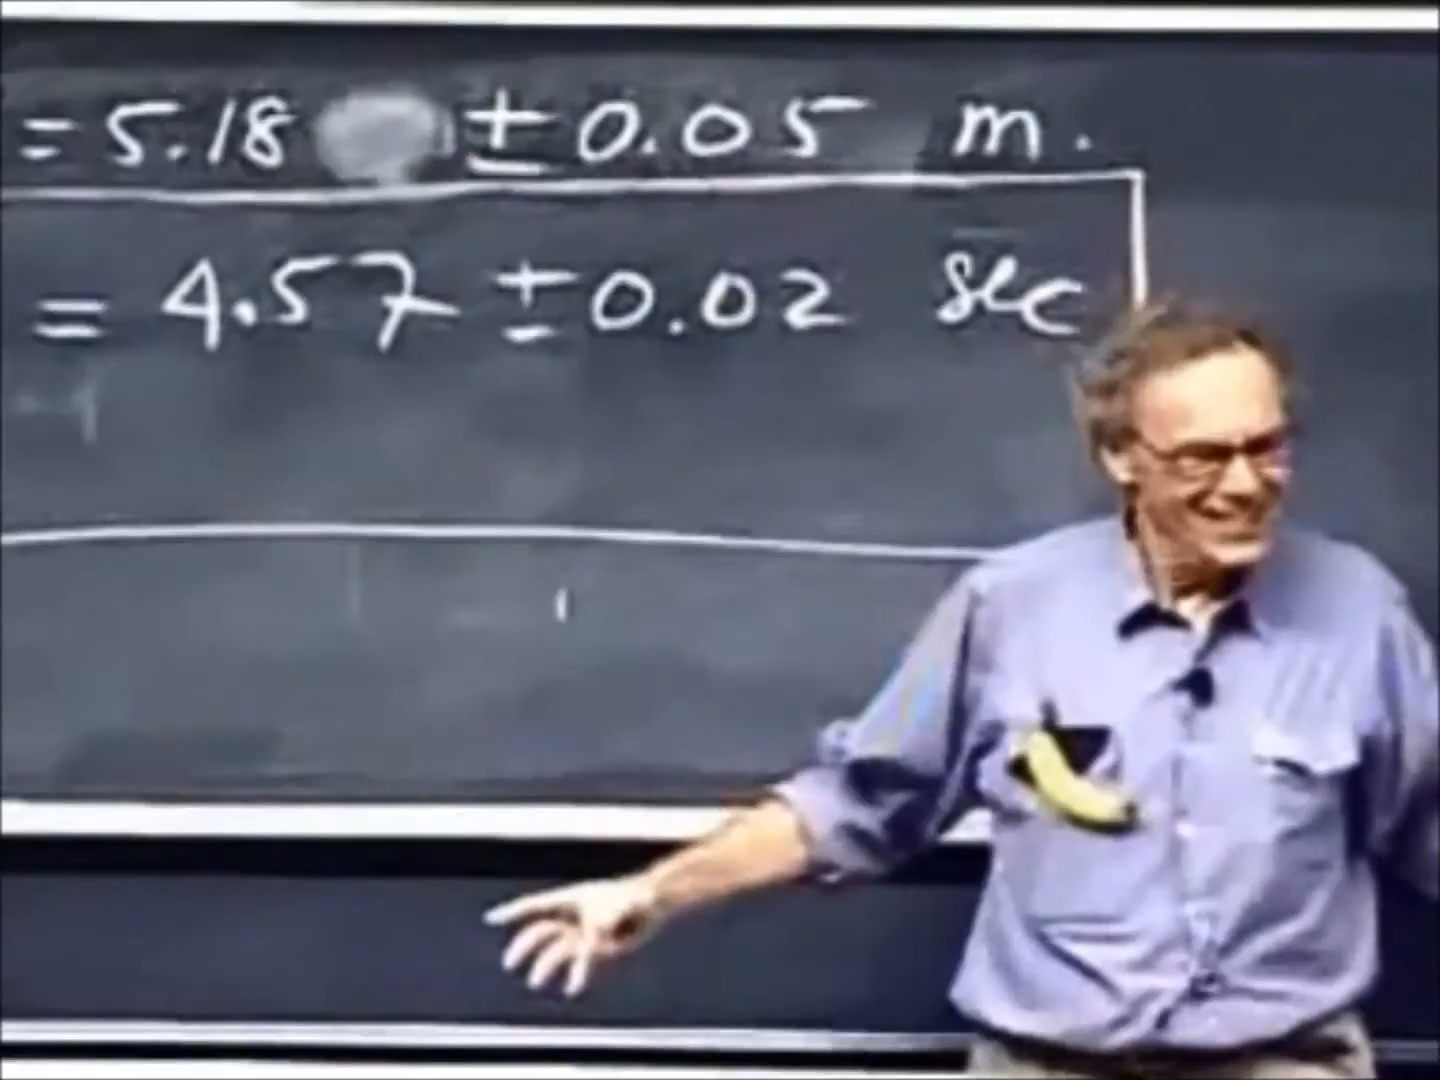 = 5.18 ± 0.05 m.
= 4.57 ± 0.02 sec